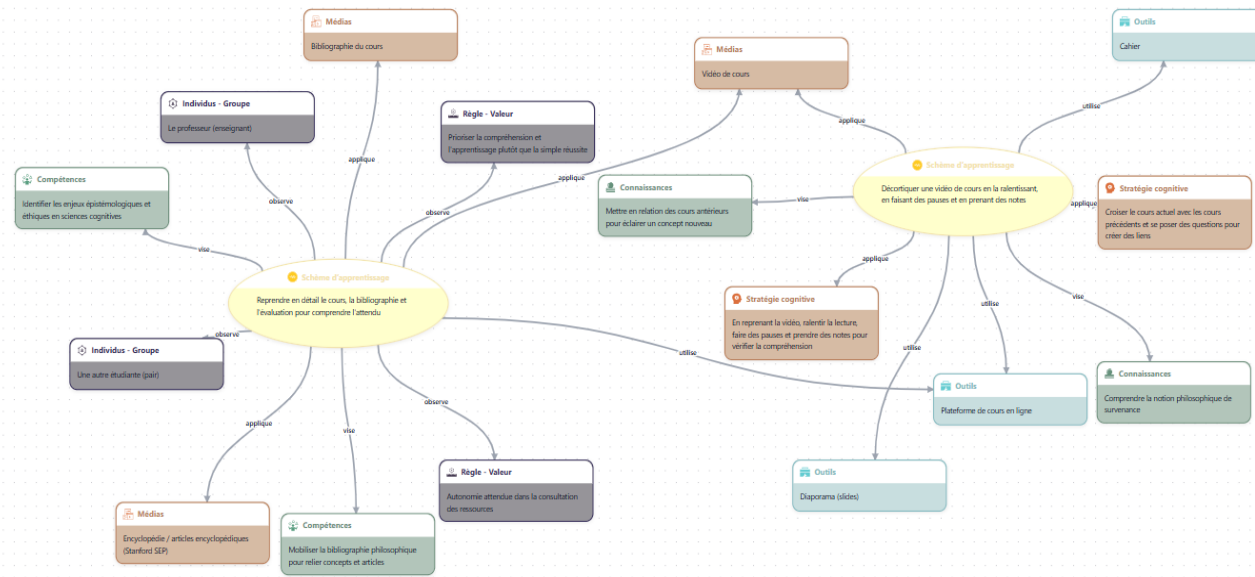 Médias
Bibliographie du cours
Outils
Cahier
Médias
Vidéo de cours
Individus - Groupe
Le professeur (enseignant)
Règle - Valeur
Prioriser la compréhension et
l'apprentissage plutôt que la simple réussite
utilise
applique
applique
applique
Schème d'apprentissage
Décortiquer une vidéo de cours en la ralentissant,
en faisant des pauses et en prenant des notes
Compétences
Identifier les enjeux épistémologiques et
éthiques en sciences cognitives
Connaissances
Mettre en relation des cours antérieurs
pour éclairer un concept nouveau
Stratégie cognitive
Croiser le cours actuel avec les cours
précédents et se poser des questions pour
créer des liens
observe
observe
vise
applique
vise
applique
Schème d'apprentissage
Reprendre en détail le cours, la bibliographie et
l'évaluation pour comprendre l'attendu
Stratégie cognitive
En reprenant la vidéo, ralentir la lecture,
faire des pauses et prendre des notes pour
vérifier la compréhension
vise
utilise
observe
utilise
utilise
Individus - Groupe
Une autre étudiante (pair)
Outils
Plateforme de cours en ligne
Connaissances
Comprendre la notion philosophique de
survenance
observe
applique
vise
Règle - Valeur
Autonomie attendue dans la consultation
des ressources
Outils
Diaporama (slides)
Médias
Encyclopédie / articles encyclopédiques
(Stanford SEP)
Compétences
Mobiliser la bibliographie philosophique
pour relier concepts et articles